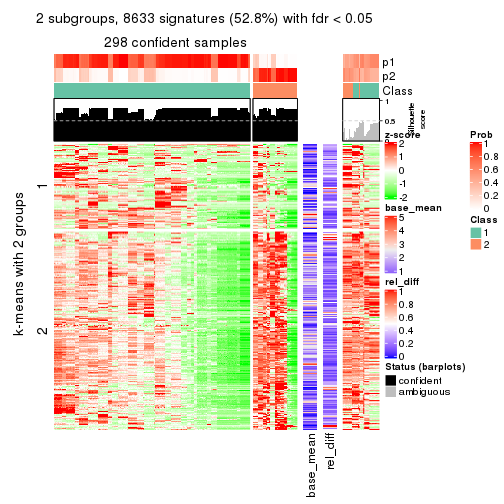 2 subgroups, 8633 signatures (52.8%) with fdr < 0.05
298 confident samples
p1
p2
Class
1
0.5
0
Silhouette
score
k-means with 2 groups
1
2
base_mean
rel_diff
z-score
2
1
0
-1
-2
base_mean
5
4
3
2
1
rel_diff
1
0.8
0.6
0.4
0.2
0
Status (barplots)
confident
ambiguous
Prob
1
0.8
0.6
0.4
0.2
0
Class
1
2